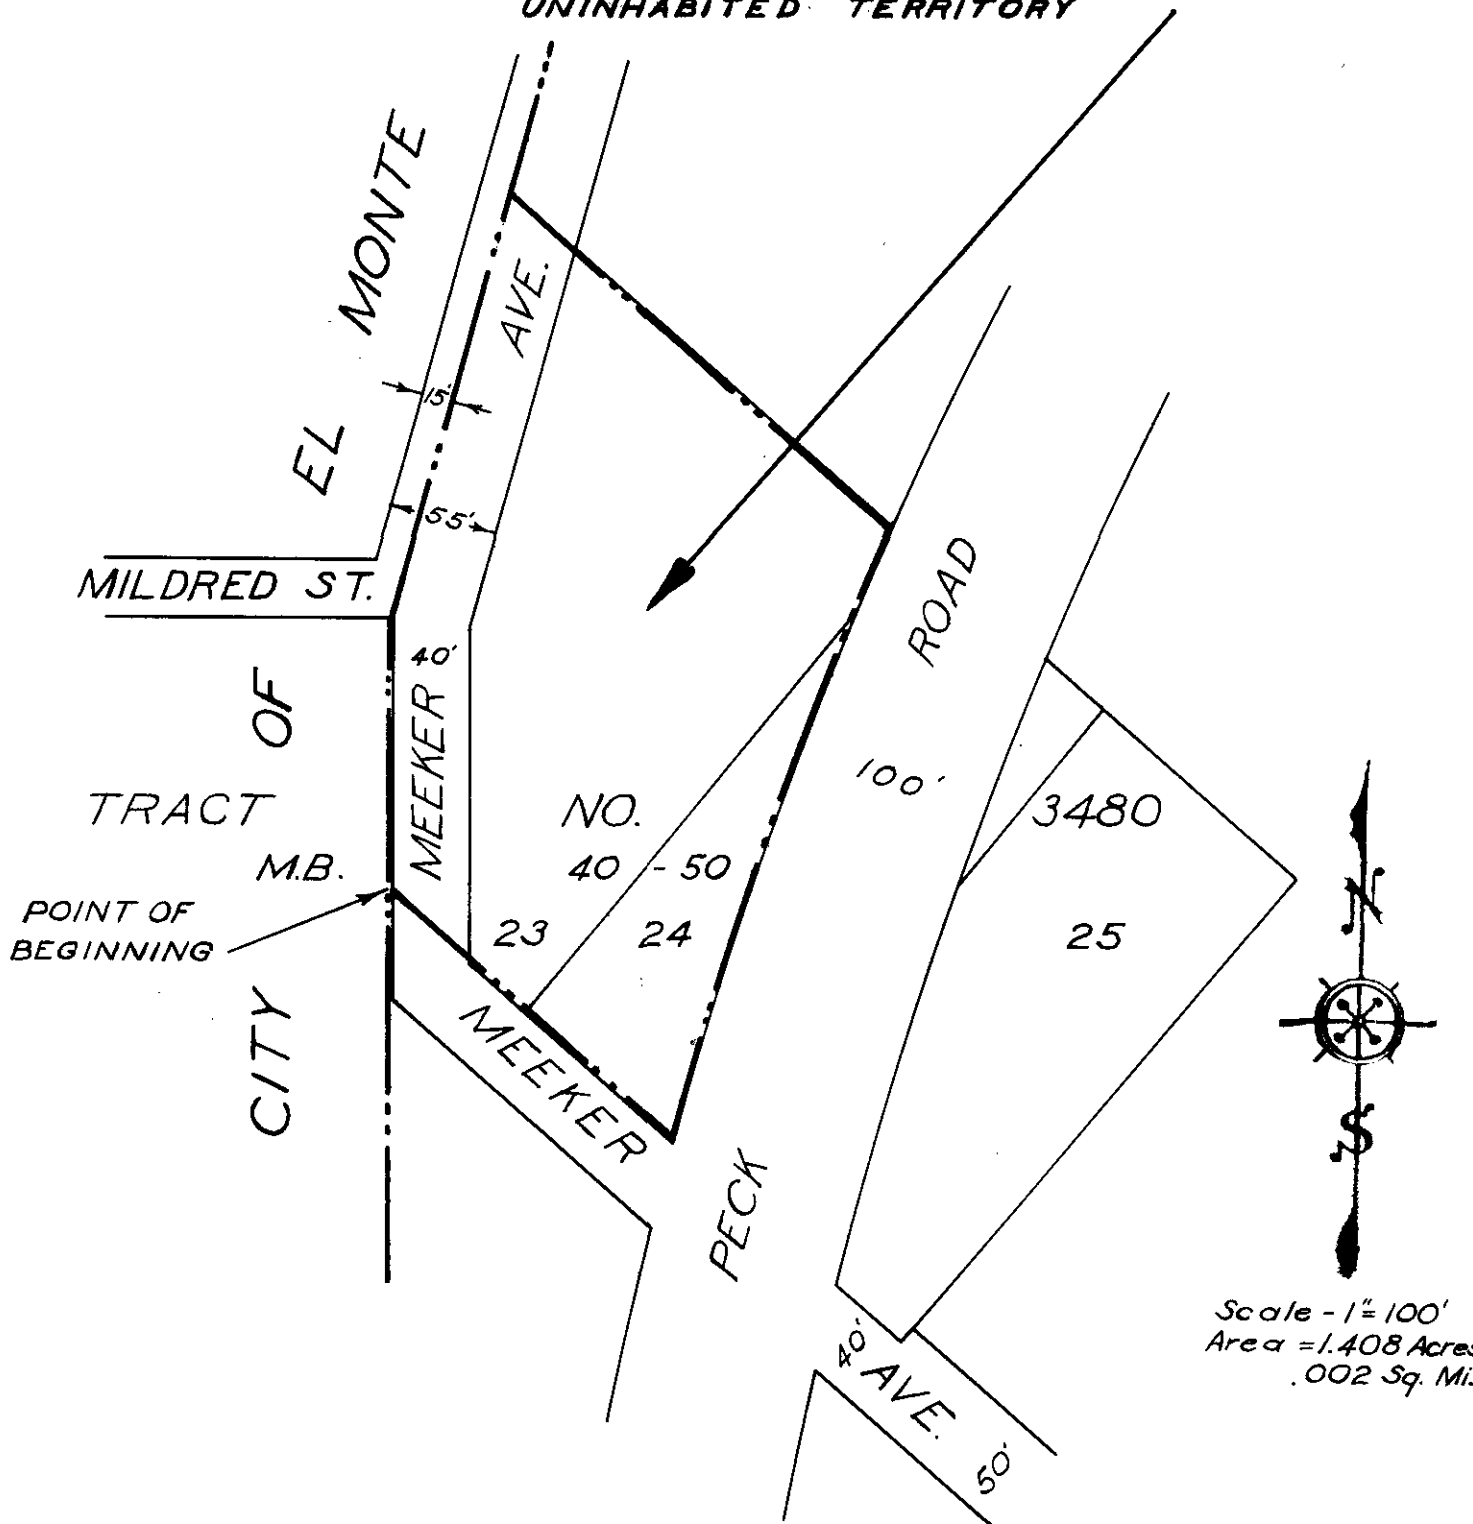 UNINHABITED TERRITORY
EL MONTE
AVE.
15'
55'
MILDRED ST.
40'
ROAD
CITY OF
MEEKER
100'
TRACT NO. 3480
M.B. 40 - 50
POINT OF
BEGINNING
23
24
25
N
MEEKER
PECK
S
Scale - 1" = 100'
Area = 1.408 Acres
.002 Sq. Mi.
40'
AVE.
50'